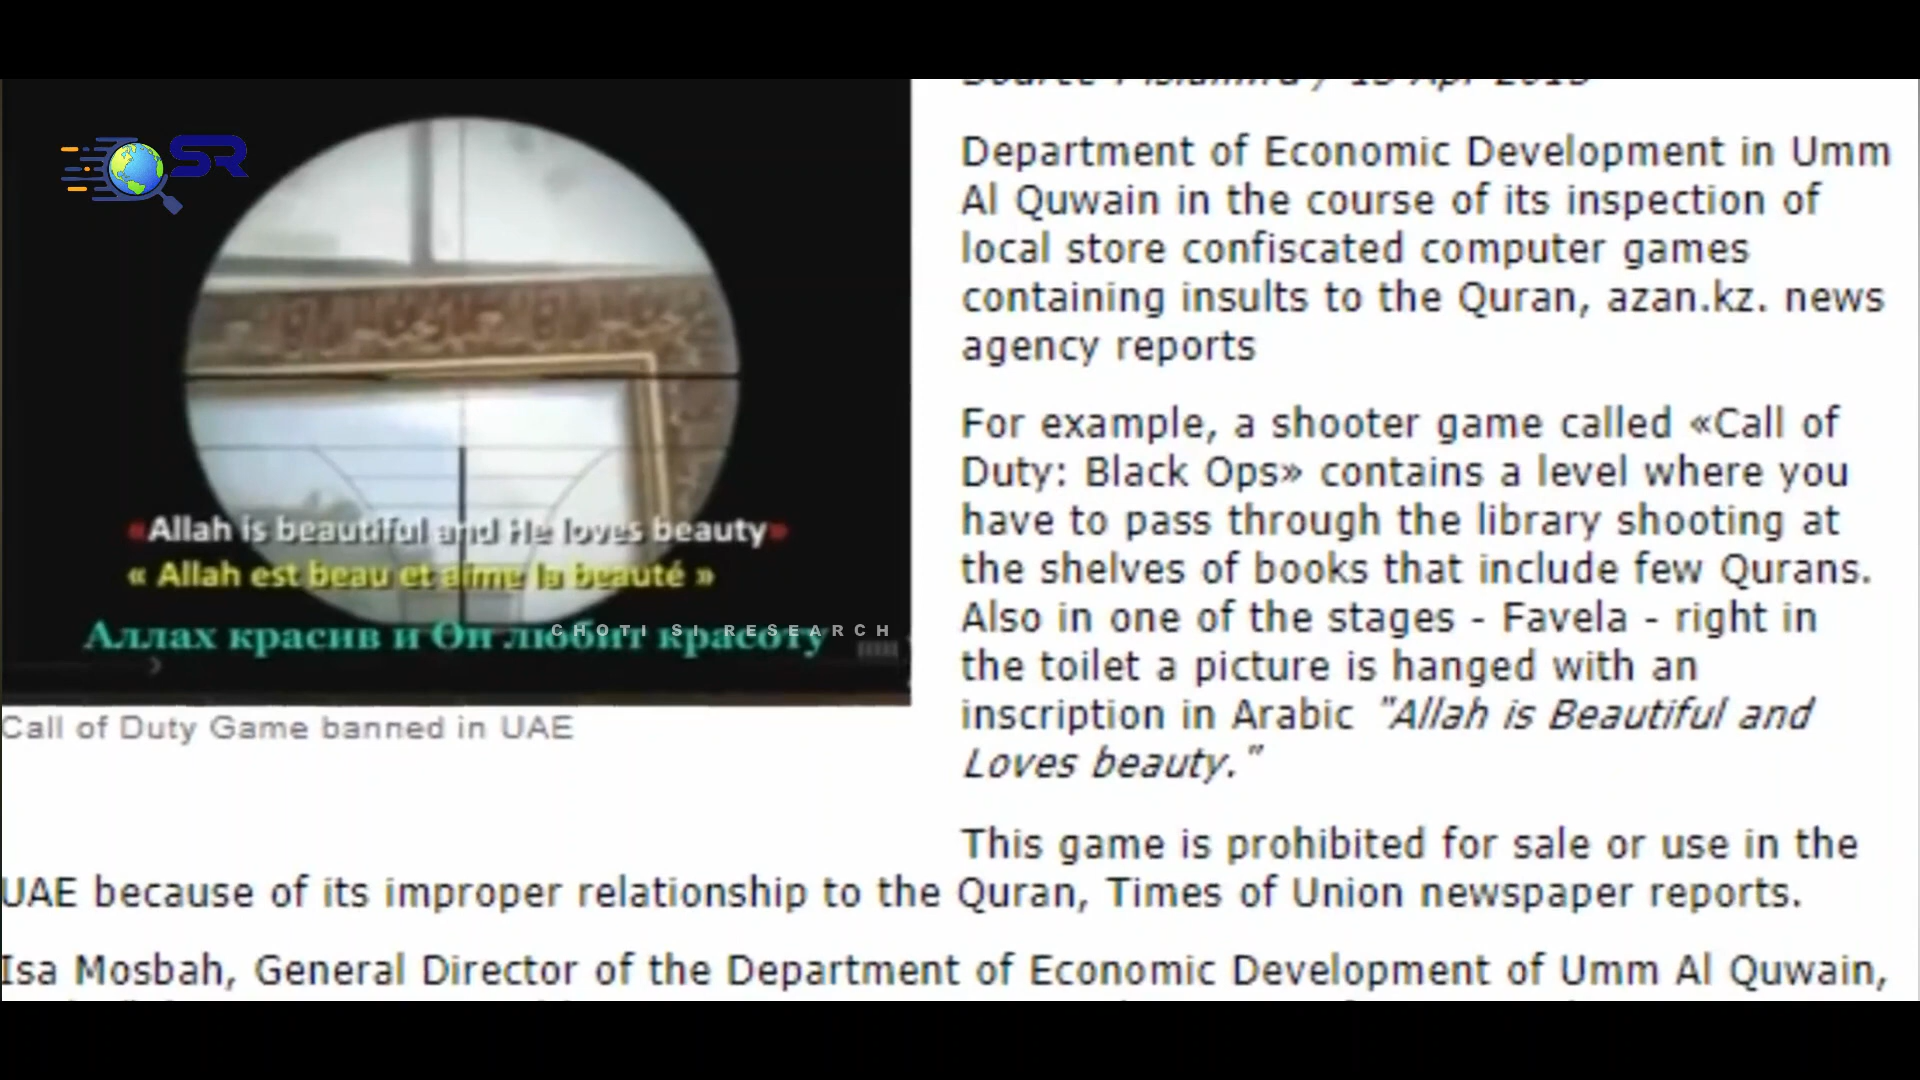 SR
«Allah is beautiful and He loves beauty»
« Allah est beau et aime la beauté »
Аллах красив и Он любит красоту
CHOTI SI RESEARCH
Call of Duty Game banned in UAE
Department of Economic Development in Umm
Al Quwain in the course of its inspection of
local store confiscated computer games
containing insults to the Quran, azan.kz. news
agency reports
For example, a shooter game called «Call of
Duty: Black Ops» contains a level where you
have to pass through the library shooting at
the shelves of books that include few Qurans.
Also in one of the stages - Favela - right in
the toilet a picture is hanged with an
inscription in Arabic "Allah is Beautiful and
Loves beauty."
This game is prohibited for sale or use in the
UAE because of its improper relationship to the Quran, Times of Union newspaper reports.
Isa Mosbah, General Director of the Department of Economic Development of Umm Al Quwain,